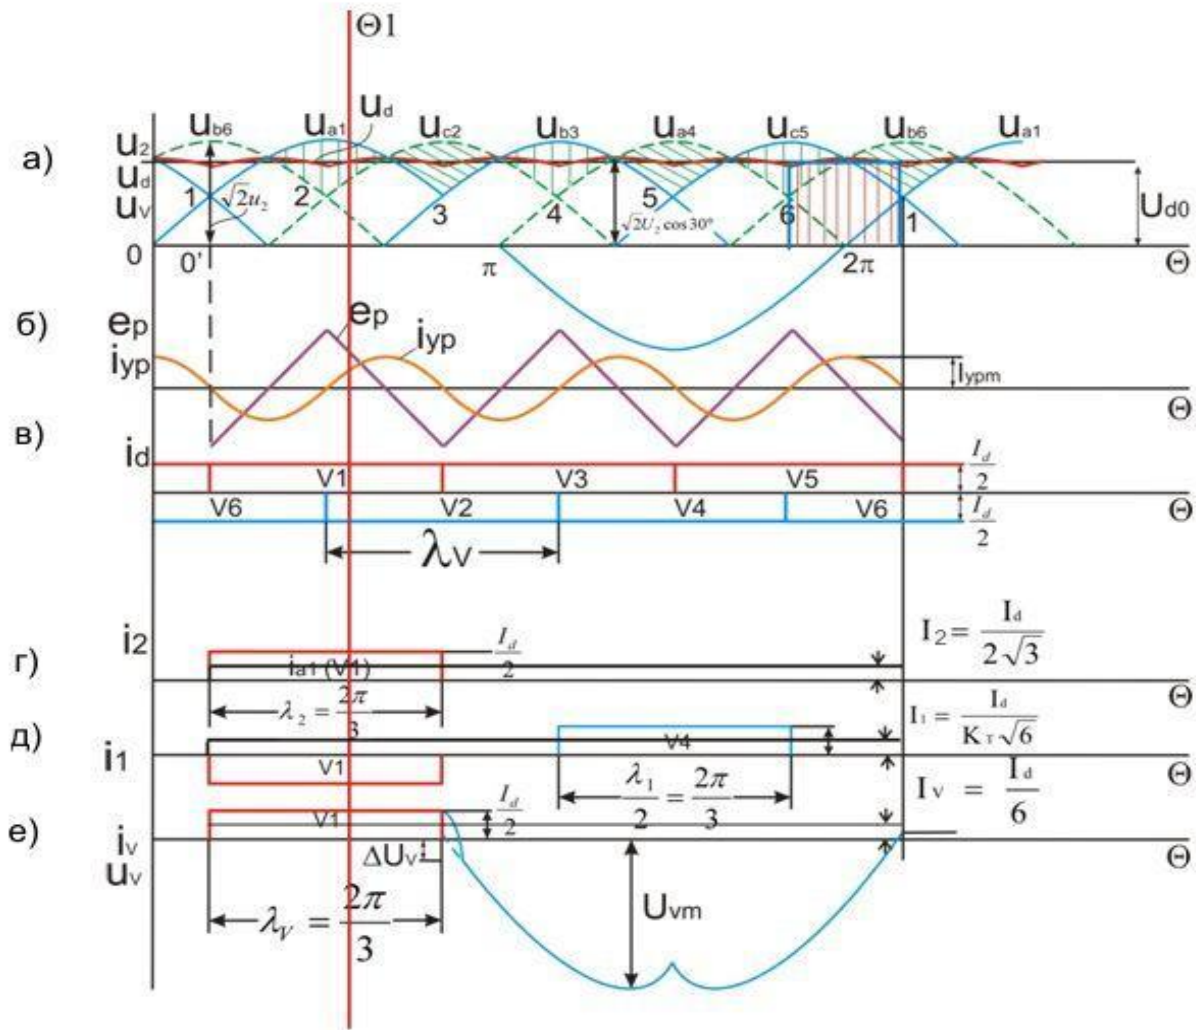 Θ1
а)
u2
ud
uv
ub6
ua1
ud
uc2
ub3
ua4
uc5
ub6
ua1
1
√2u2
2
3
4
√2U2 cos30°
5
6
1
Ud0
0
0'
π
2π
Θ
б)
ep
iyp
ep
iyp
Iypm
Θ
в)
id
V1
V3
V5
Id/2
V6
V2
V4
V6
Id/2
Θ
λV
г)
i2
ia1 (V1)
Id/2
I2 = Id/2√3
Θ
λ2 = 2π/3
д)
i1
V1
V4
I1 = Id/KT√6
Θ
λ1/2 = 2π/3
е)
iv
uv
V1
Id/2
Iv = Id/6
Θ
ΔUv
λV = 2π/3
Uvm